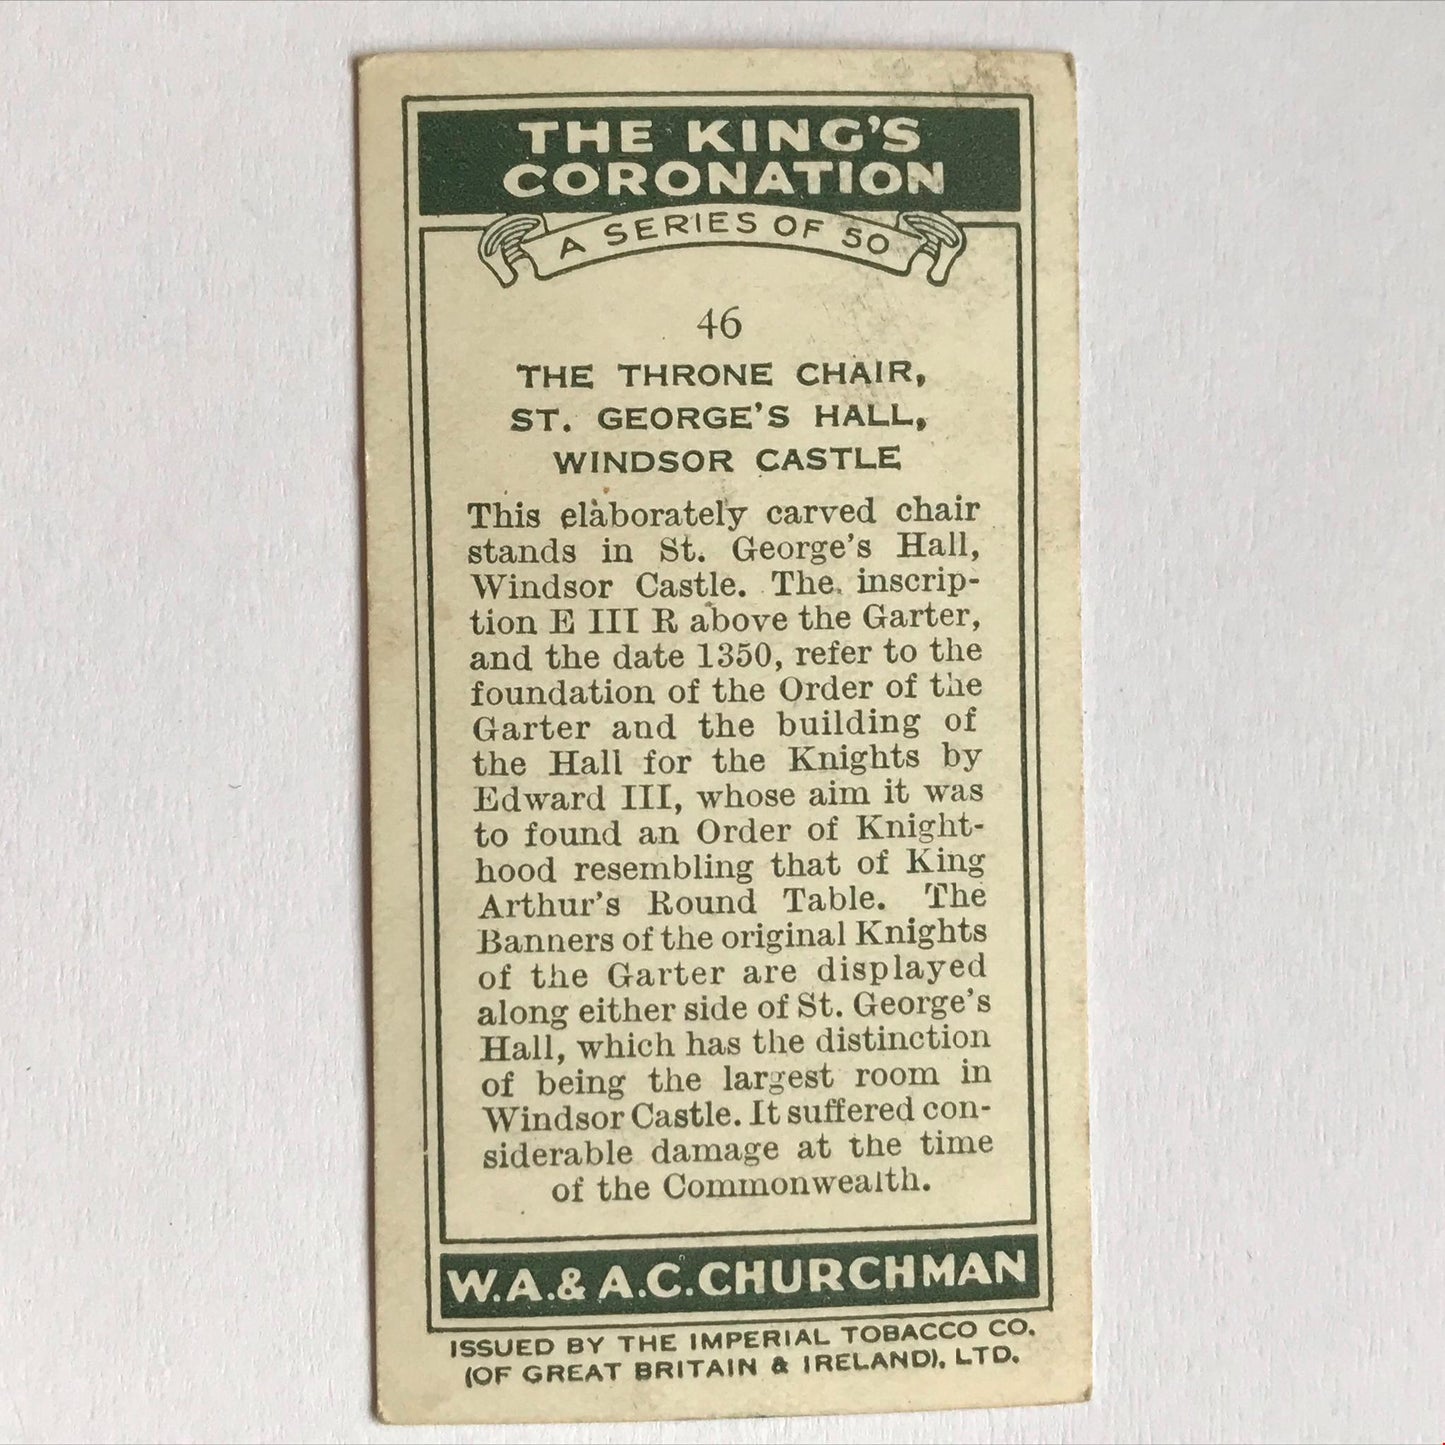 THE KING'S
CORONATION
A SERIES OF 50
46
THE THRONE CHAIR,
ST. GEORGE'S HALL,
WINDSOR CASTLE
This elaborately carved chair
stands in St. George's Hall,
Windsor Castle. The inscrip-
tion E III R above the Garter,
and the date 1350, refer to the
foundation of the Order of the
Garter and the building of
the Hall for the Knights by
Edward III, whose aim it was
to found an Order of Knight-
hood resembling that of King
Arthur's Round Table. The
Banners of the original Knights
of the Garter are displayed
along either side of St. George's
Hall, which has the distinction
of being the largest room in
Windsor Castle. It suffered con-
siderable damage at the time
of the Commonwealth.
W.A. & A.C. CHURCHMAN
ISSUED BY THE IMPERIAL TOBACCO CO.
(OF GREAT BRITAIN & IRELAND), LTD.